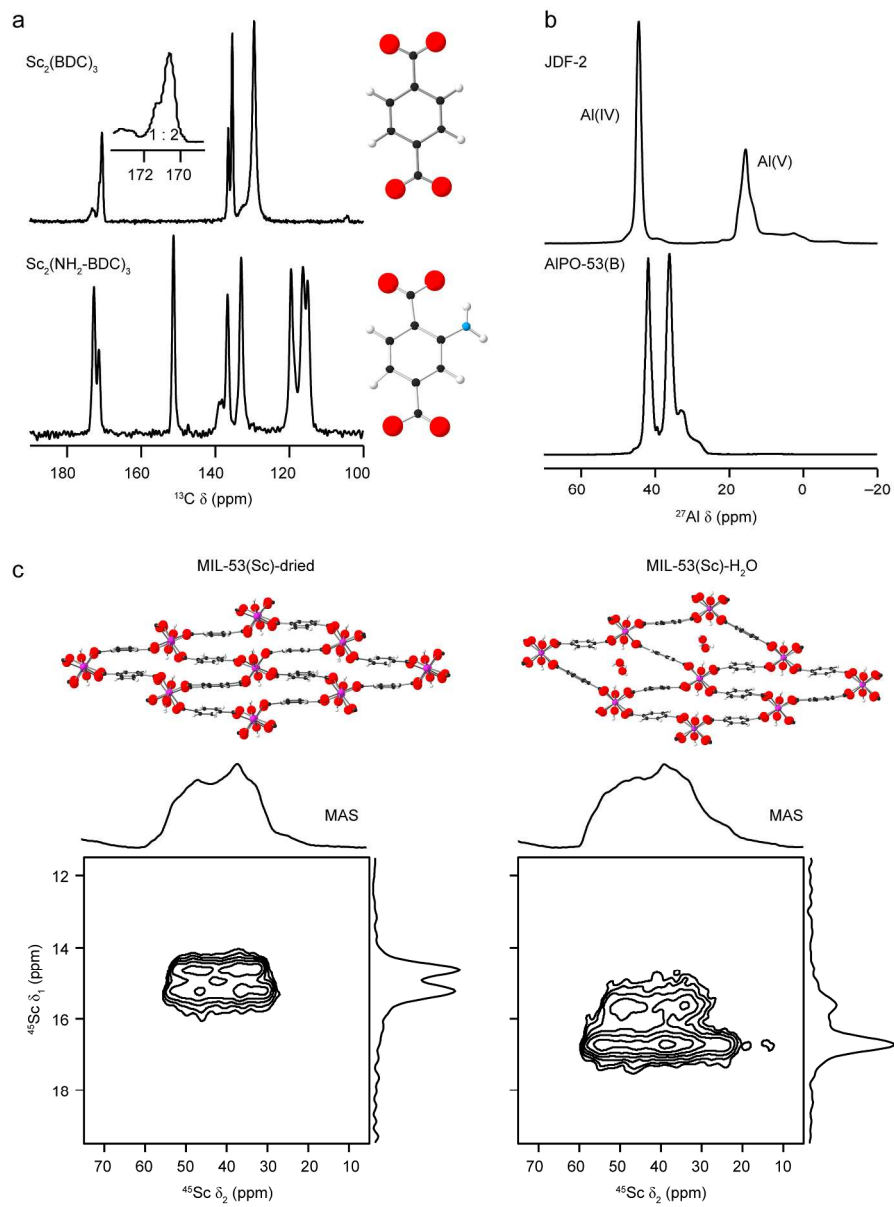 a
Sc₂(BDC)₃
1 : 2
172 170
Sc₂(NH₂-BDC)₃
180 160 140 120 100
¹³C δ (ppm)
b
JDF-2
Al(IV)
Al(V)
AlPO-53(B)
60 40 20 0 –20
²⁷Al δ (ppm)
c
MIL-53(Sc)-dried
MAS
12
14
16
18
⁴⁵Sc δ₁ (ppm)
70 60 50 40 30 20 10
⁴⁵Sc δ₂ (ppm)
MIL-53(Sc)-H₂O
MAS
70 60 50 40 30 20 10
⁴⁵Sc δ₂ (ppm)